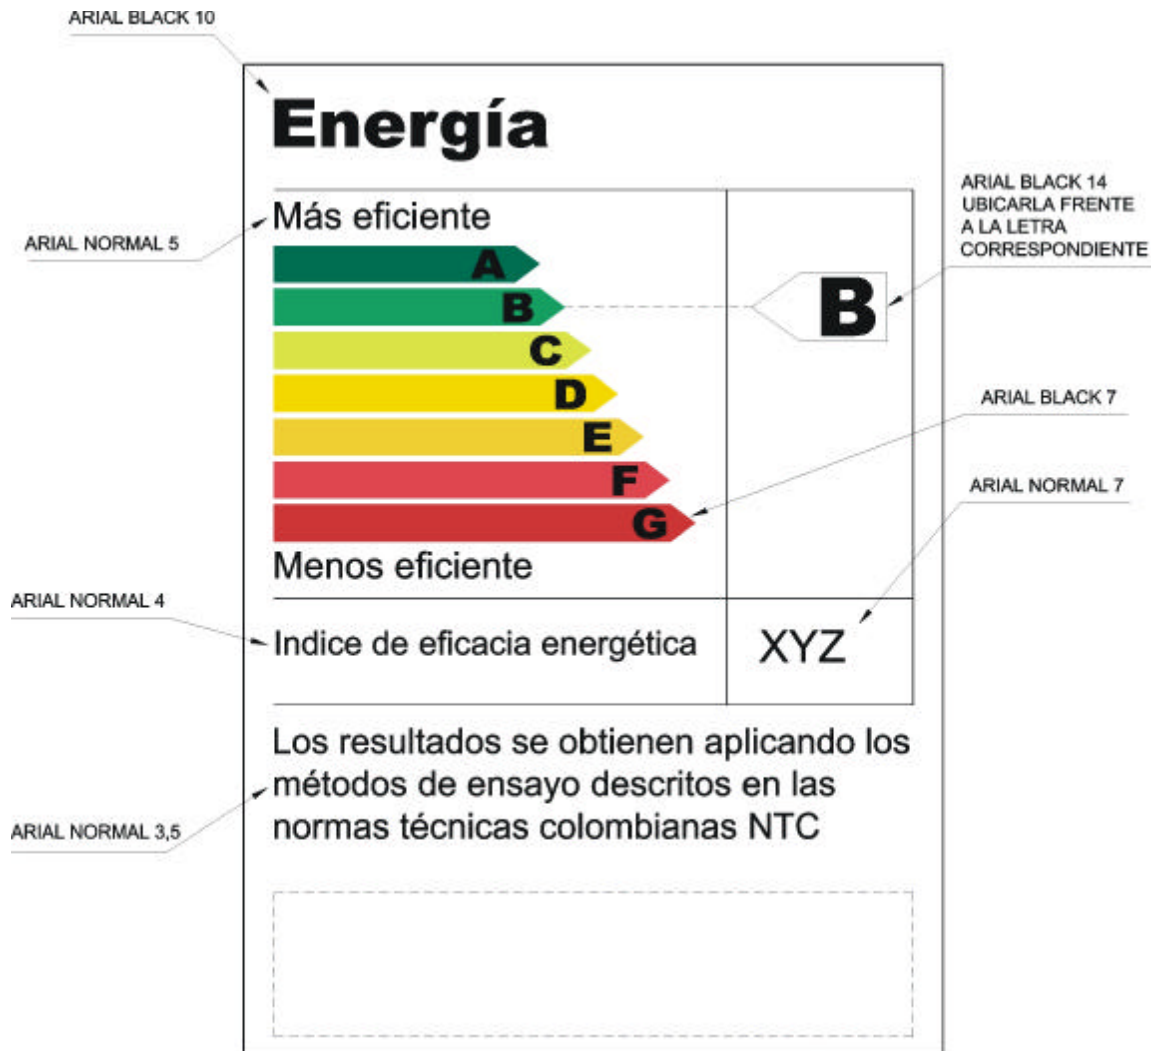 ARIAL BLACK 10
Energía
ARIAL BLACK 14
UBICARLA FRENTE
A LA LETRA
CORRESPONDIENTE
Más eficiente
ARIAL NORMAL 5
A
B
B
C
D
ARIAL BLACK 7
E
F
ARIAL NORMAL 7
G
Menos eficiente
ARIAL NORMAL 4
Indice de eficacia energética
XYZ
Los resultados se obtienen aplicando los
métodos de ensayo descritos en las
normas técnicas colombianas NTC
ARIAL NORMAL 3,5